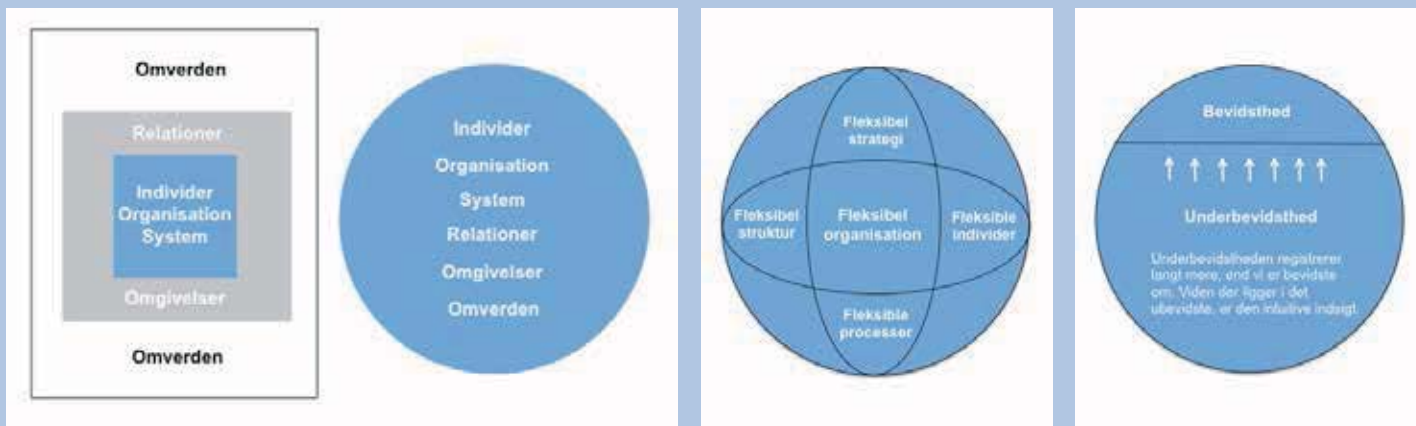 Omverden
Relationer
Individer
Organisation
System
Omgivelser
Omverden
Individer
Organisation
System
Relationer
Omgivelser
Omverden
Fleksibel
strategi
Fleksibel
struktur
Fleksibel
organisation
Fleksible
individer
Fleksible
processer
Bevidsthed
Underbevidsthed
Underbevidstheden registrerer
langt mere, end vi er bevidste
om. Viden der ligger i det
ubevidste, er den intuitive indsigt.